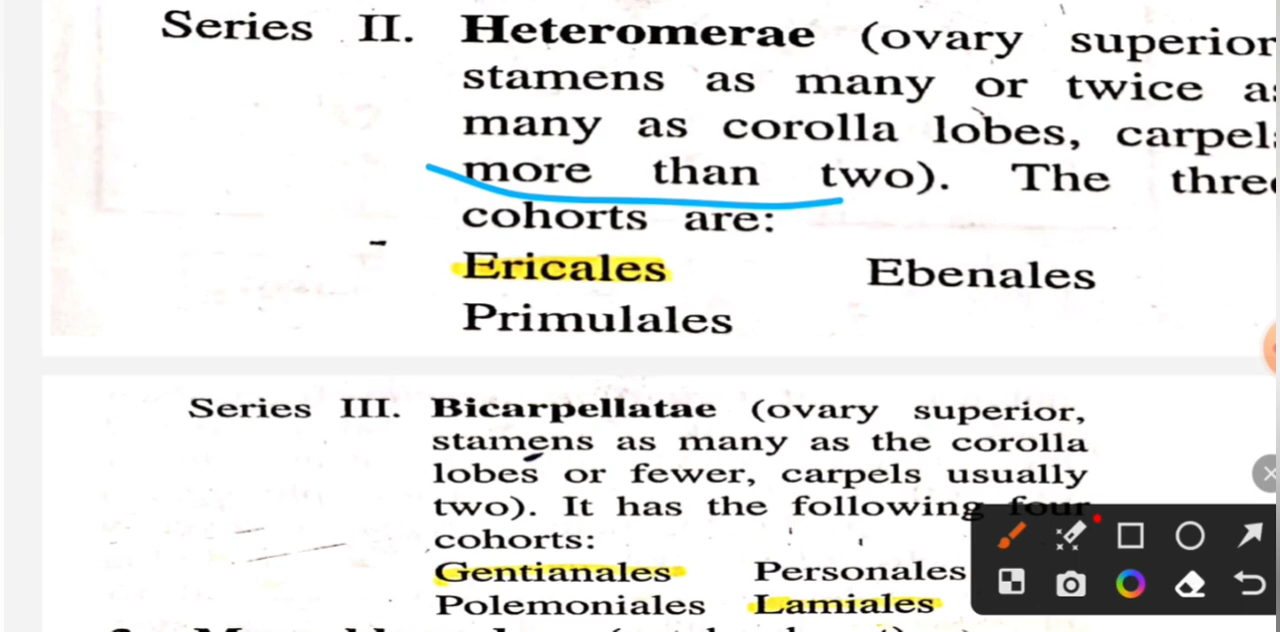 Series II. Heteromerae (ovary superior
stamens as many or twice
many as corolla lobes,
more than two). The
cohorts are:
Ericales Ebenales
Primulales
Series III. Bicarpellatae (ovary superior,
stamens as many as the corolla
lobes or fewer, carpels usually
two). It has the following four
cohorts:
Gentianales Personales
Polemoniales Lamiales